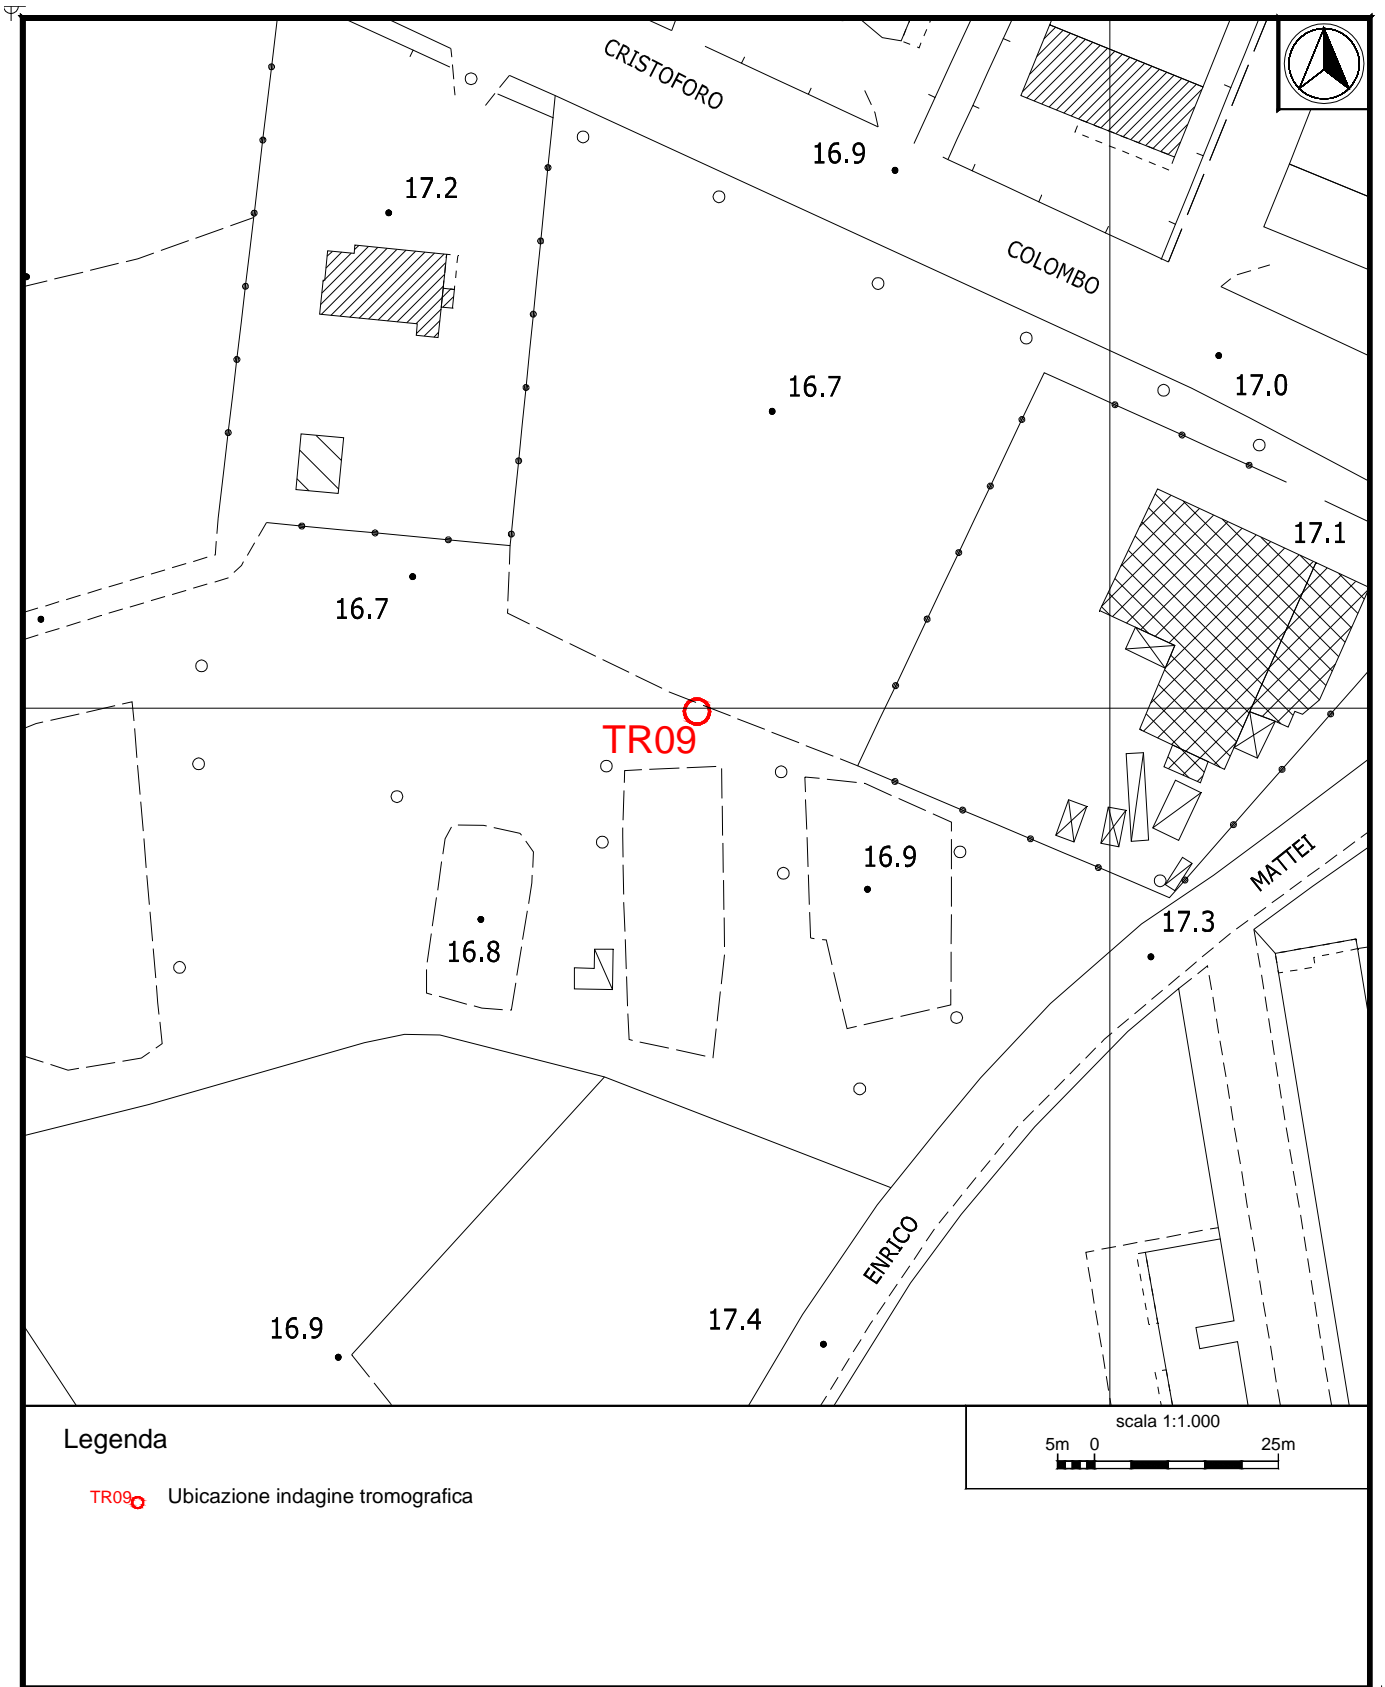 CRISTOFORO
16.9
17.2
COLOMBO
16.7
17.0
17.1
16.7
TR09
16.9
MATTEI
17.3
16.8
ENRICO
16.9
17.4
Legenda
TR09 Ubicazione indagine tromografica
scala 1:1.000
5m 0 25m